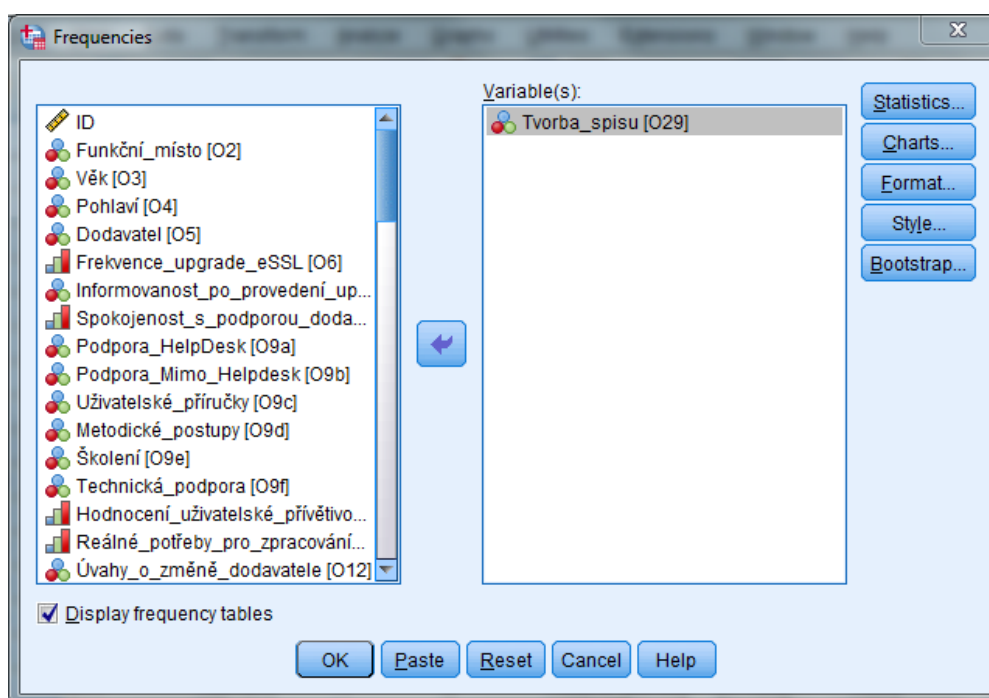 Frequencies
Variable(s):
ID
Funkční_místo [O2]
Věk [O3]
Pohlaví [O4]
Dodavatel [O5]
Frekvence_upgrade_eSSL [O6]
Informovanost_po_provedení_up...
Spokojenost_s_podporou_doda...
Podpora_HelpDesk [O9a]
Podpora_Mimo_Helpdesk [O9b]
Uživatelské_příručky [O9c]
Metodické_postupy [O9d]
Školení [O9e]
Technická_podpora [O9f]
Hodnocení_uživatelské_přívětivo...
Reálné_potřeby_pro_zpracování...
Úvahy_o_změně_dodavatele [O12]
Tvorba_spisu [O29]
Statistics...
Charts...
Format...
Style...
Bootstrap...
Display frequency tables
OK
Paste
Reset
Cancel
Help